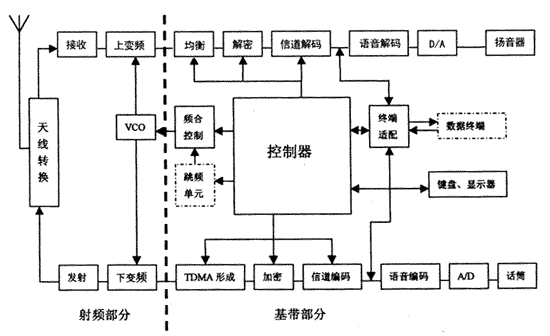 接收
上变频
均衡
解密
信道解码
语音解码
D/A
扬音器
天线转换
VCO
频合
控制
跳频
单元
控制器
终端
适配
数据终端
键盘、显示器
发射
下变频
TDMA 形成
加密
信道编码
语音编码
A/D
话筒
射频部分
基带部分